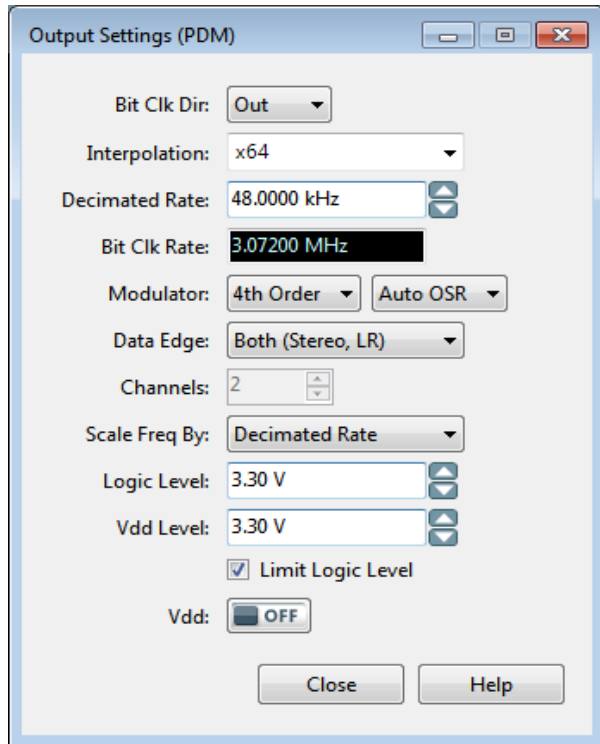 Output Settings (PDM)
Bit Clk Dir: Out
Interpolation: x64
Decimated Rate: 48.0000 kHz
Bit Clk Rate: 3.07200 MHz
Modulator: 4th Order Auto OSR
Data Edge: Both (Stereo, LR)
Channels: 2
Scale Freq By: Decimated Rate
Logic Level: 3.30 V
Vdd Level: 3.30 V
Limit Logic Level
Vdd: OFF
Close Help